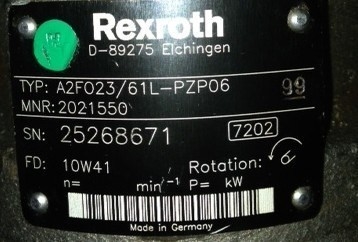 Rexroth
D-89275 Elchingen
TYP: A2FO23/61L-PZP06 99
MNR: 2021550
SN: 25268671 7202
FD: 10W41 Rotation:
n= min⁻¹ P= kW
Made in Germany